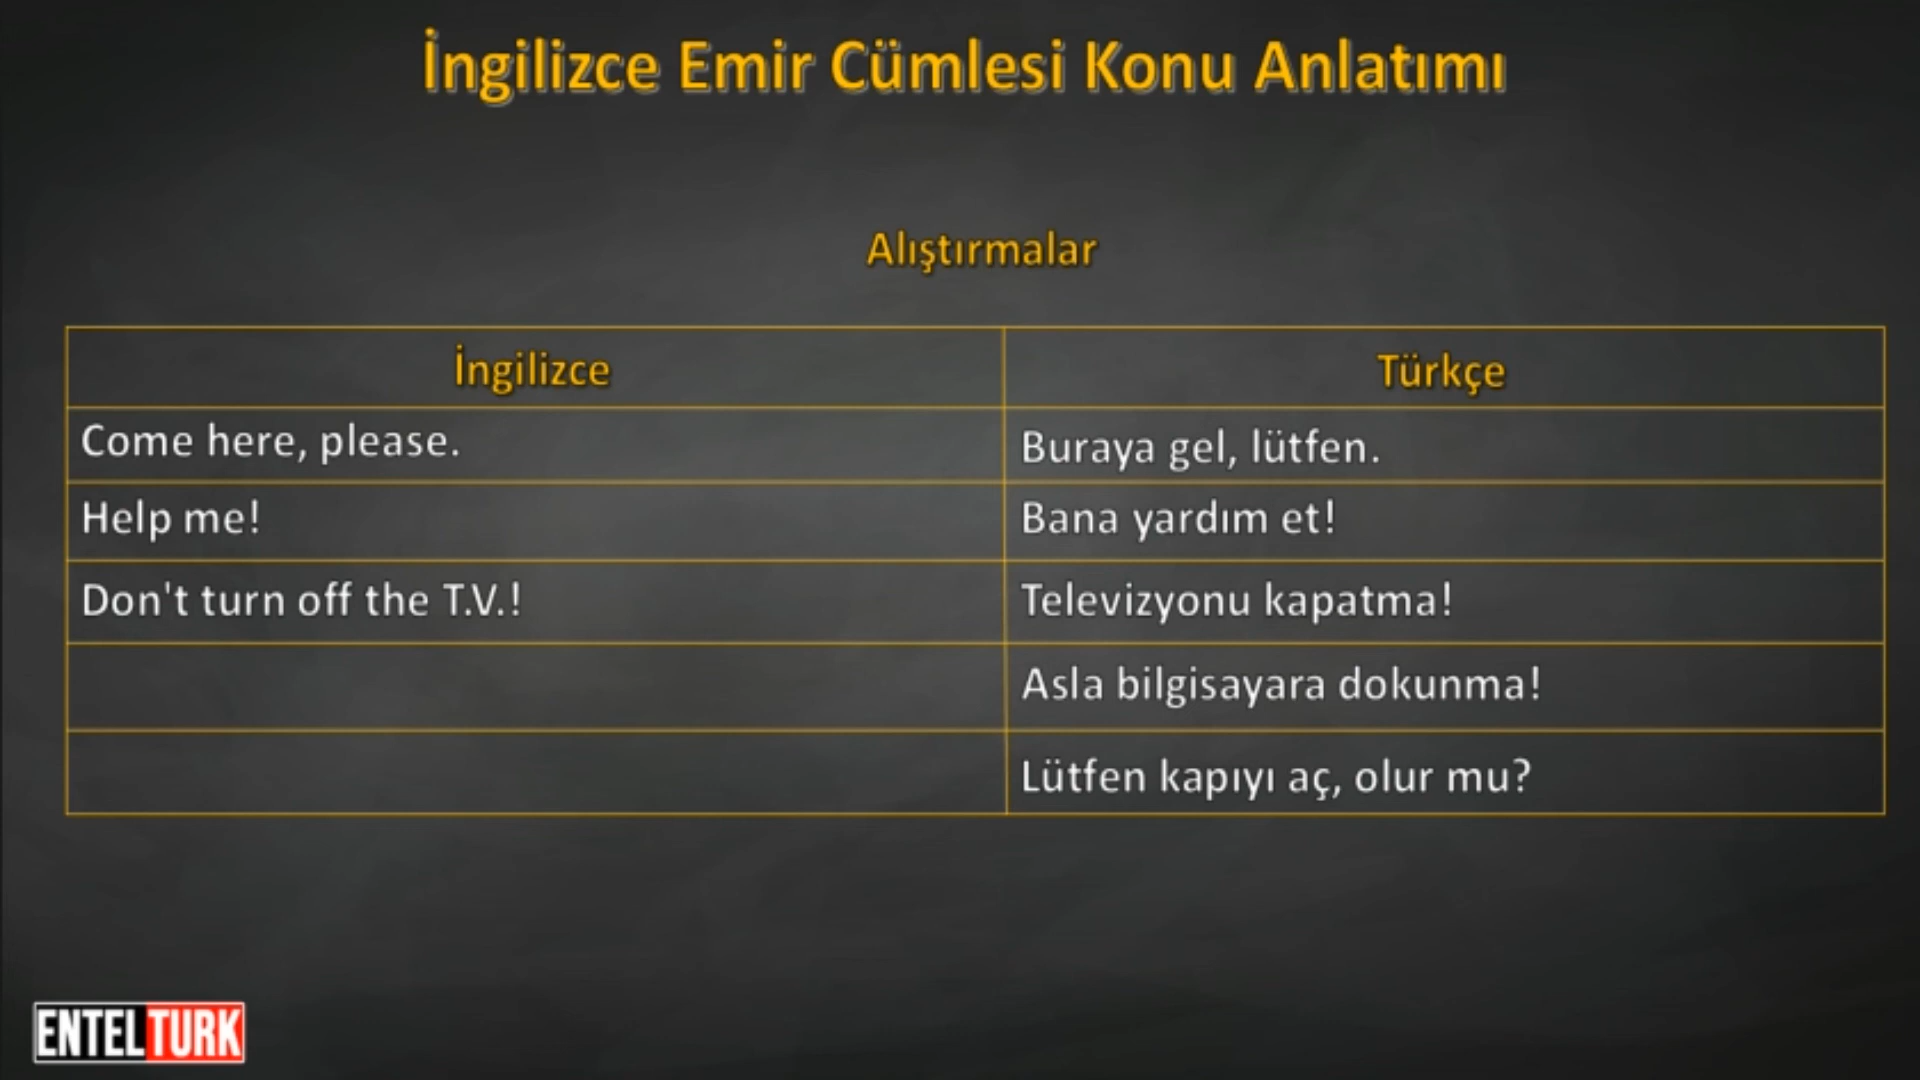 İngilizce Emir Cümlesi Konu Anlatımı
Alıştırmalar
İngilizce
Türkçe
Come here, please.
Buraya gel, lütfen.
Help me!
Bana yardım et!
Don't turn off the T.V.!
Televizyonu kapatma!
Asla bilgisayara dokunma!
Lütfen kapıyı aç, olur mu?
ENTELTURK